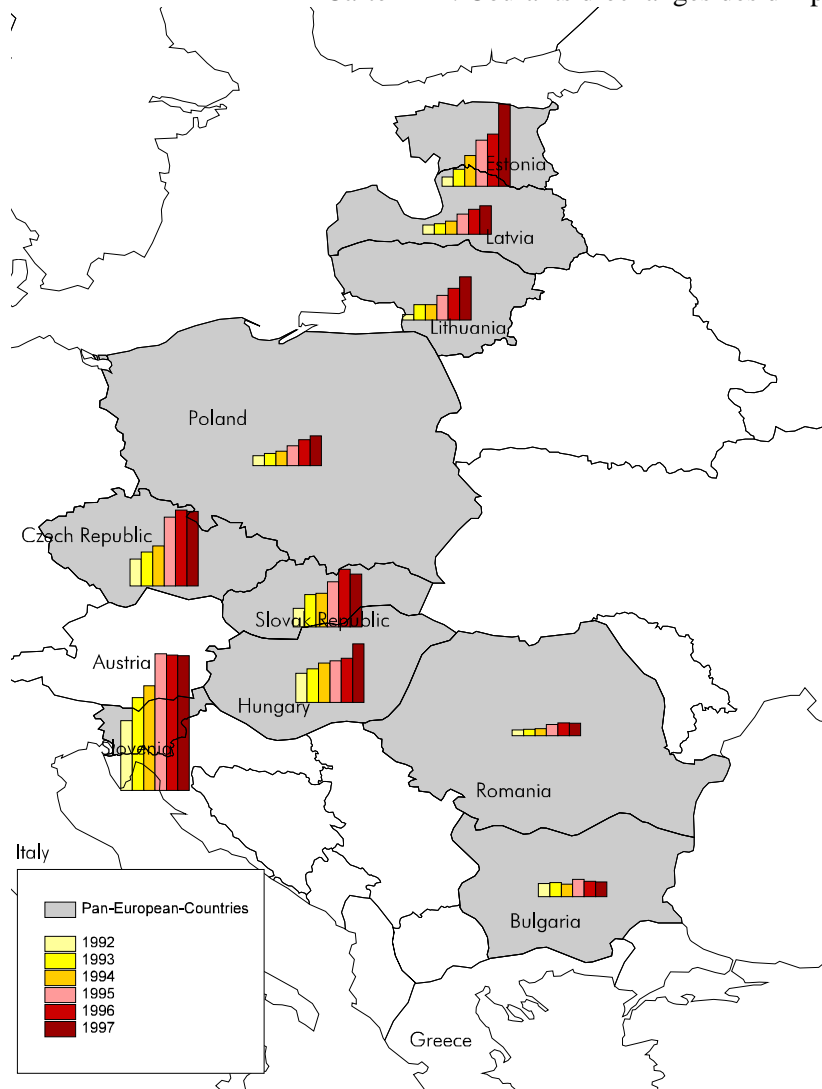 Estonia
Latvia
Lithuania
Poland
Czech Republic
Slovak Republic
Austria
Hungary
Slovenia
Romania
Italy
Bulgaria
Greece
Pan-European-Countries
1992
1993
1994
1995
1996
1997